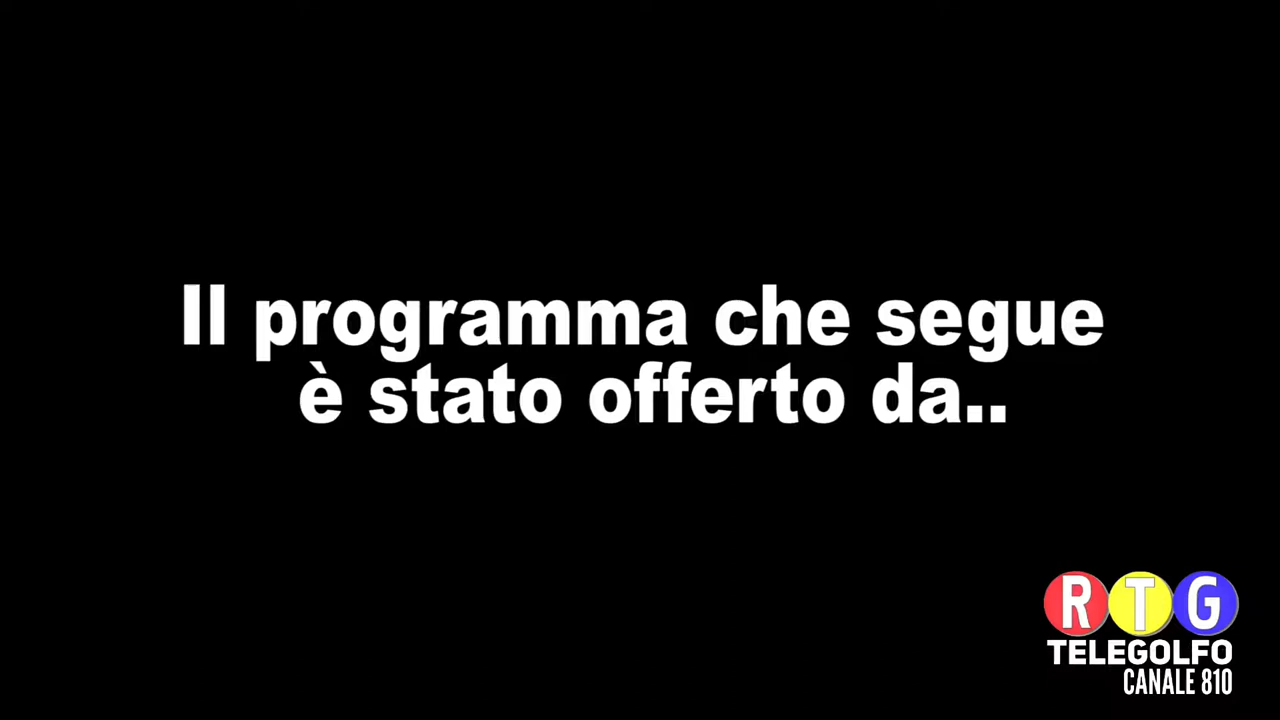 Il programma che segue
è stato offerto da..
RTG
TELEGOLFO
CANALE 810